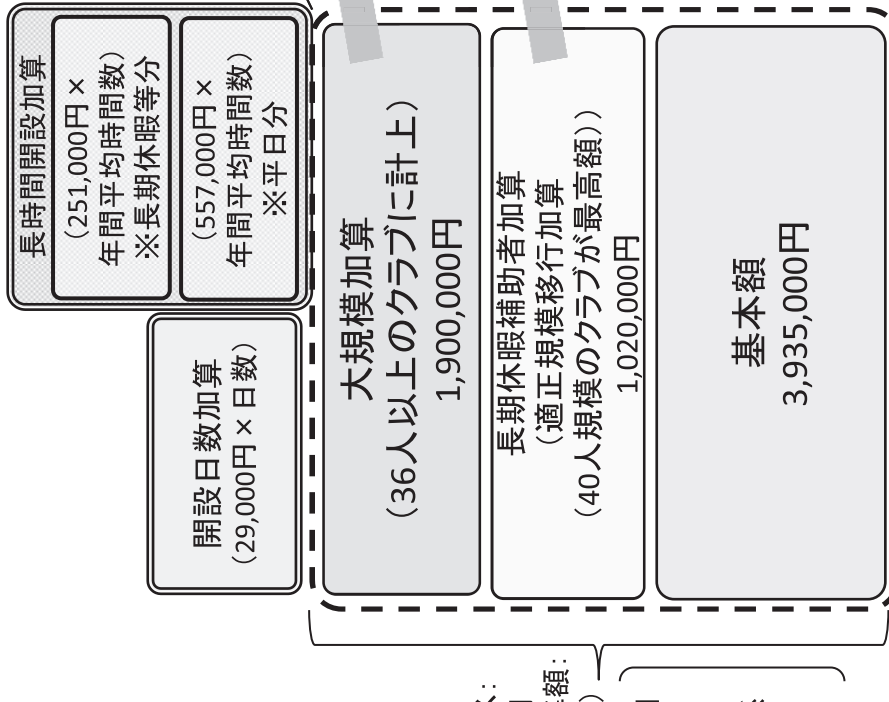 長時間開設加算
（251,000円×
年間平均時間数）
※長期休暇等分
（557,000円×
年間平均時間数）
※平日分
開設日数加算
（29,000円×日数）
大規模加算
（36人以上のクラブに計上）
1,900,000円
長期休暇補助者加算
（適正規模移行加算
（40人規模のクラブが最高額））
1,020,000円
基本額
3,935,000円
額：